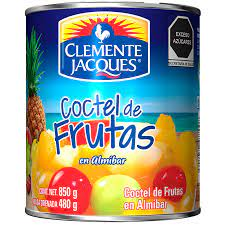 CLEMENTE
JACQUES
EXCESO
AZÚCARES
Coctel de
Frutas
en Almíbar
CONT. NET. 850 g
DRENADA 480 g
Coctel de Frutas
en Almíbar